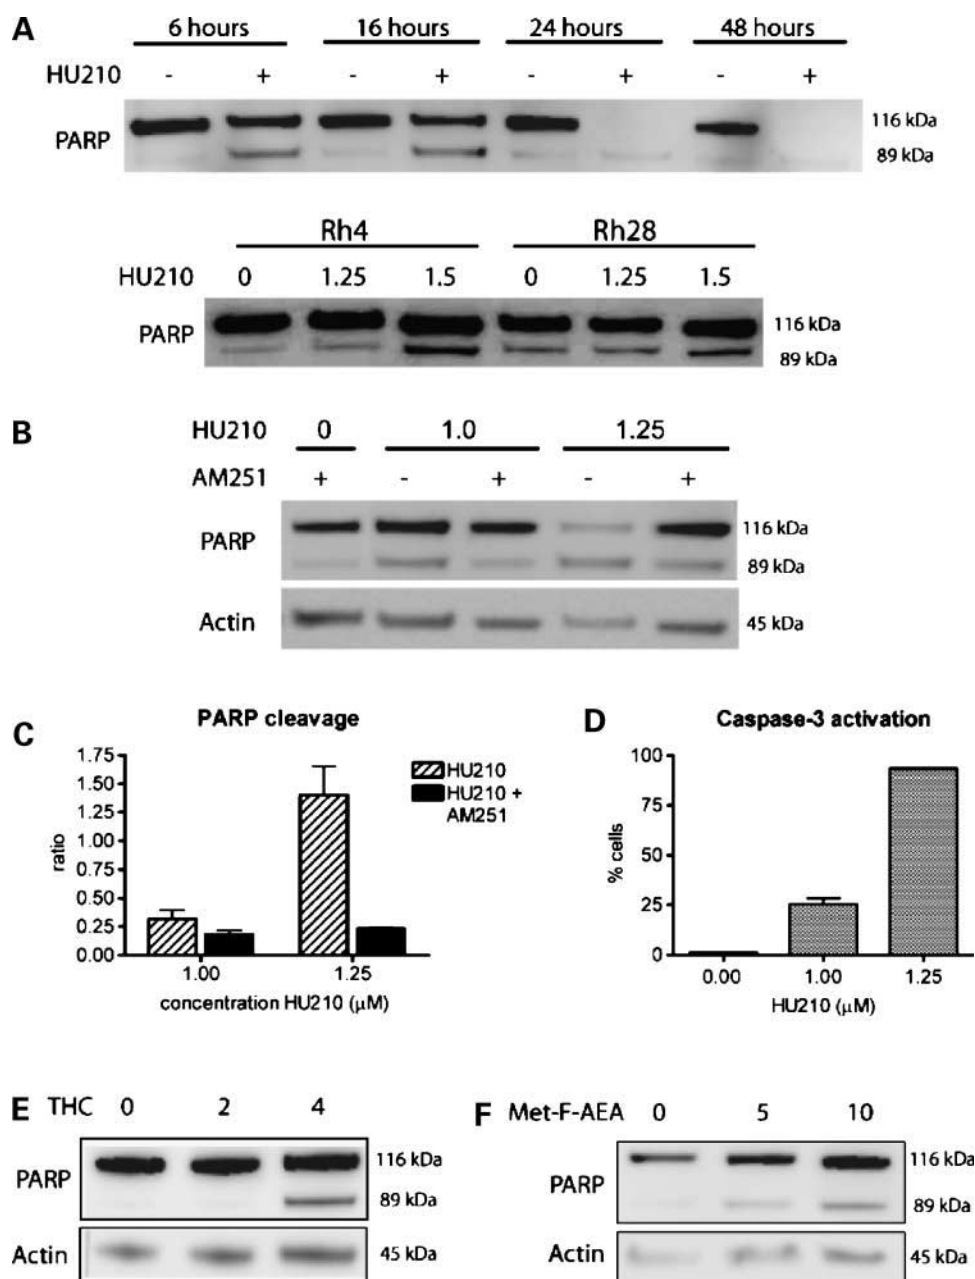 A
6 hours 16 hours 24 hours 48 hours
HU210 - + - + - + - +
PARP
116 kDa
89 kDa
Rh4 Rh28
HU210 0 1.25 1.5 0 1.25 1.5
PARP
116 kDa
89 kDa
B
HU210 0 1.0 1.25
AM251 + - + - +
PARP
116 kDa
89 kDa
Actin 45 kDa
C
PARP cleavage
1.75
1.50
1.25
1.00
0.75
0.50
0.25
0.00
ratio
HU210
HU210 +
AM251
1.00 1.25
concentration HU210 (μM)
D
Caspase-3 activation
100
75
50
25
0
% cells
0.00 1.00 1.25
HU210 (μM)
E THC 0 2 4
PARP
116 kDa
89 kDa
Actin 45 kDa
F Met-F-AEA 0 5 10
PARP
116 kDa
89 kDa
Actin 45 kDa